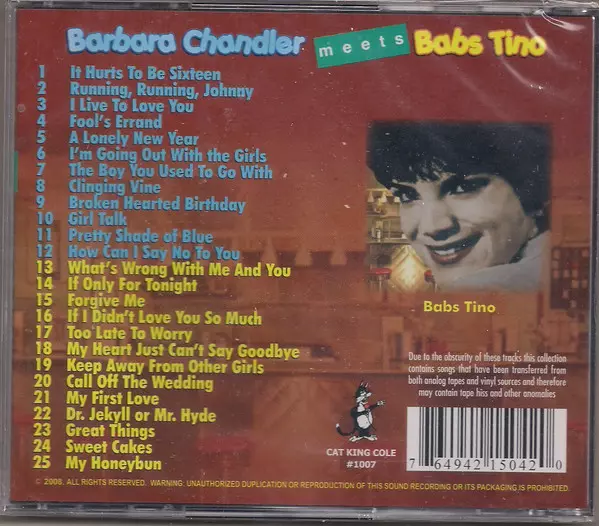 Barbara Chandler meets Babs Tino
1 It Hurts To Be Sixteen
2 Running, Running, Johnny
3 I Live To Love You
4 Fool's Errand
5 A Lonely New Year
6 I'm Going Out With the Girls
7 The Boy You Used To Go With
8 Clinging Vine
9 Broken Hearted Birthday
10 Girl Talk
11 Pretty Shade of Blue
12 How Can I Say No to You
13 What's Wrong With Me And You
14 If Only For Tonight
15 Forgive Me
16 If I Didn't Love You So Much
17 Too Late To Worry
18 My Heart Just Can't Say Goodbye
19 Keep Away From Other Girls
20 Call Off The Wedding
21 My First Love
22 Dr. Jekyll or Mr. Hyde
23 Great Things
24 Sweet Cakes
25 My Honeybun
Babs Tino
Due to the obscurity of these tracks this collection
contains songs that have been transferred from
both analog tapes and vinyl sources and therefore
may contain tape hiss and other anomalies
CAT KING COLE
#1007
7 64942 15042 0
© 2008. ALL RIGHTS RESERVED. WARNING: UNAUTHORIZED DUPLICATION OR REPRODUCTION OF THIS SOUND RECORDING OR ITS PACKAGING IS PROHIBITED.